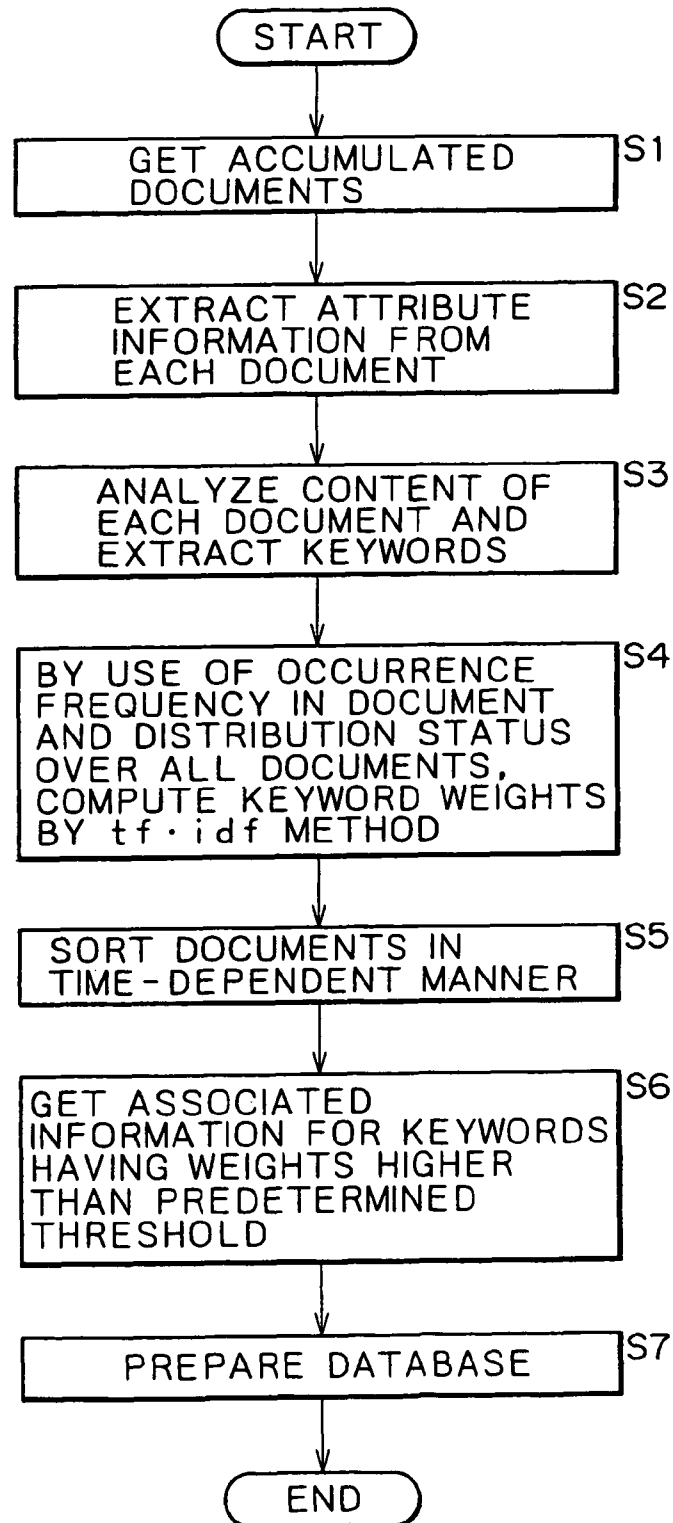 START
GET ACCUMULATED
DOCUMENTS
S1
EXTRACT ATTRIBUTE
INFORMATION FROM
EACH DOCUMENT
S2
ANALYZE CONTENT OF
EACH DOCUMENT AND
EXTRACT KEYWORDS
S3
BY USE OF OCCURRENCE
FREQUENCY IN DOCUMENT
AND DISTRIBUTION STATUS
OVER ALL DOCUMENTS,
COMPUTE KEYWORD WEIGHTS
BY tf·idf METHOD
S4
SORT DOCUMENTS IN
TIME-DEPENDENT MANNER
S5
GET ASSOCIATED
INFORMATION FOR KEYWORDS
HAVING WEIGHTS HIGHER
THAN PREDETERMINED
THRESHOLD
S6
PREPARE DATABASE
S7
END